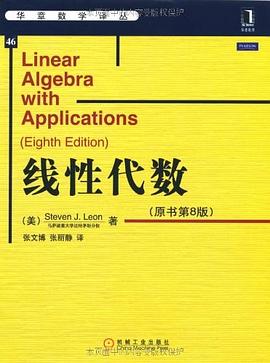 华章数学译丛
46
PEARSON
Linear
Algebra
with
Applications
(Eighth Edition)
线性代数
(原书第8版)
(美) Steven J. Leon 著
马萨诸塞大学达特茅斯分校
张文博 张丽静 译
机械工业出版社
China Machine Press